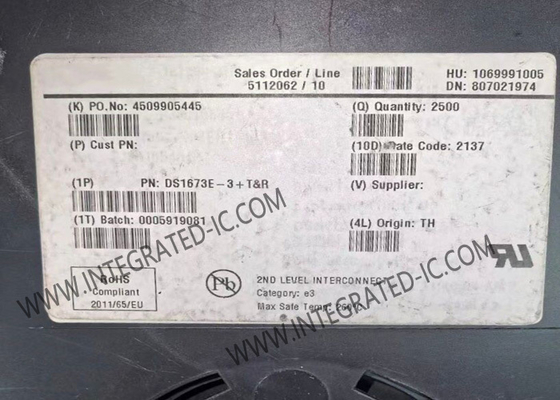 Sales Order / Line
5112062 / 10
HU: 1069991005
DN: 807021974
(K) PO.No: 4509905445
(Q) Quantity: 2500
(P) Cust PN:
(10D) Date Code: 2137
(1P) PN: DS1673E-3+T&R
(V) Supplier:
(1T) Batch: 0005919081
(4L) Origin: TH
RoHS
Compliant
2011/65/EU
Pb
2ND LEVEL INTERCONNECT
Category: e3
Max Safe Temp:
WWW.INTEGRATED-IC.COM
WWW.INTEGRATED-IC.COM
WWW.INTEGRATED-IC.COM